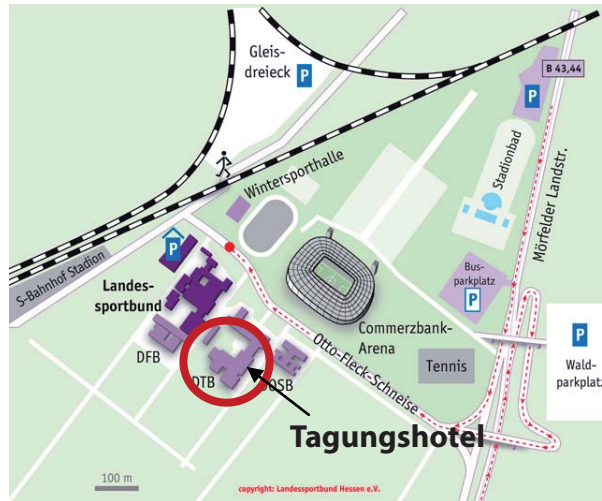 Gleis-
dreieck
P
B 43,44
P
Stadionbad
Mörfelder Landstr.
Wintersporthalle
P
S-Bahnhof Stadion
Landes-
sportbund
Bus-
parkplatz
P
Commerzbank-
Arena
Otto-Fleck-Schneise
Tennis
P
Wald-
parkplatz
DFB
DTB
DOSB
Tagungshotel
100 m
copyright: Landessportbund Hessen e.V.